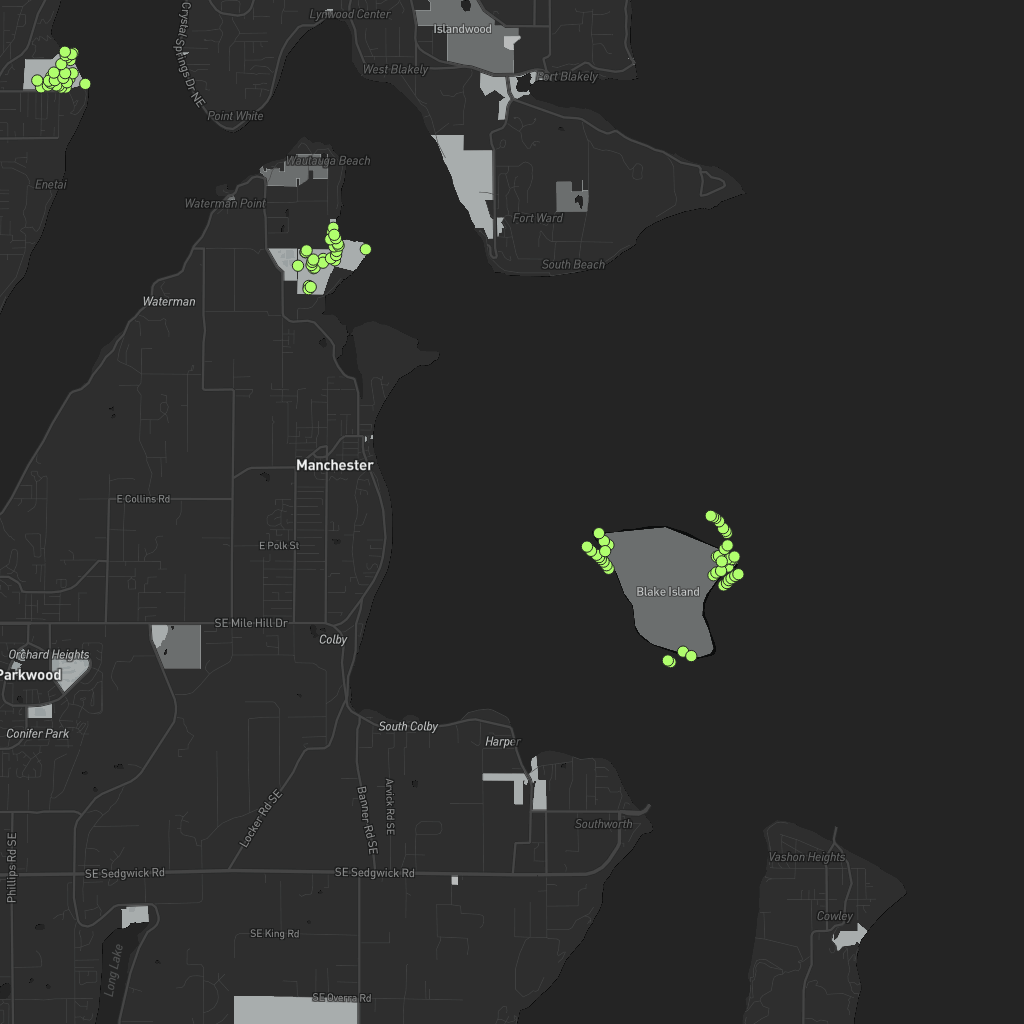 Lynwood Center
Islandwood
Crystal Springs Dr NE
West Blakely
Port Blakely
Point White
Watauga Beach
Enetai
Waterman Point
Fort Ward
South Beach
Waterman
Manchester
E Collins Rd
E Polk St
Blake Island
SE Mile Hill Dr
Colby
Orchard Heights
Parkwood
South Colby
Conifer Park
Harper
Arvick Rd SE
Banner Rd SE
Locker Rd SE
Southworth
Phillips Rd SE
Vashon Heights
SE Sedgwick Rd
SE Sedgwick Rd
Cowley
SE King Rd
Long Lake
SE Overra Rd